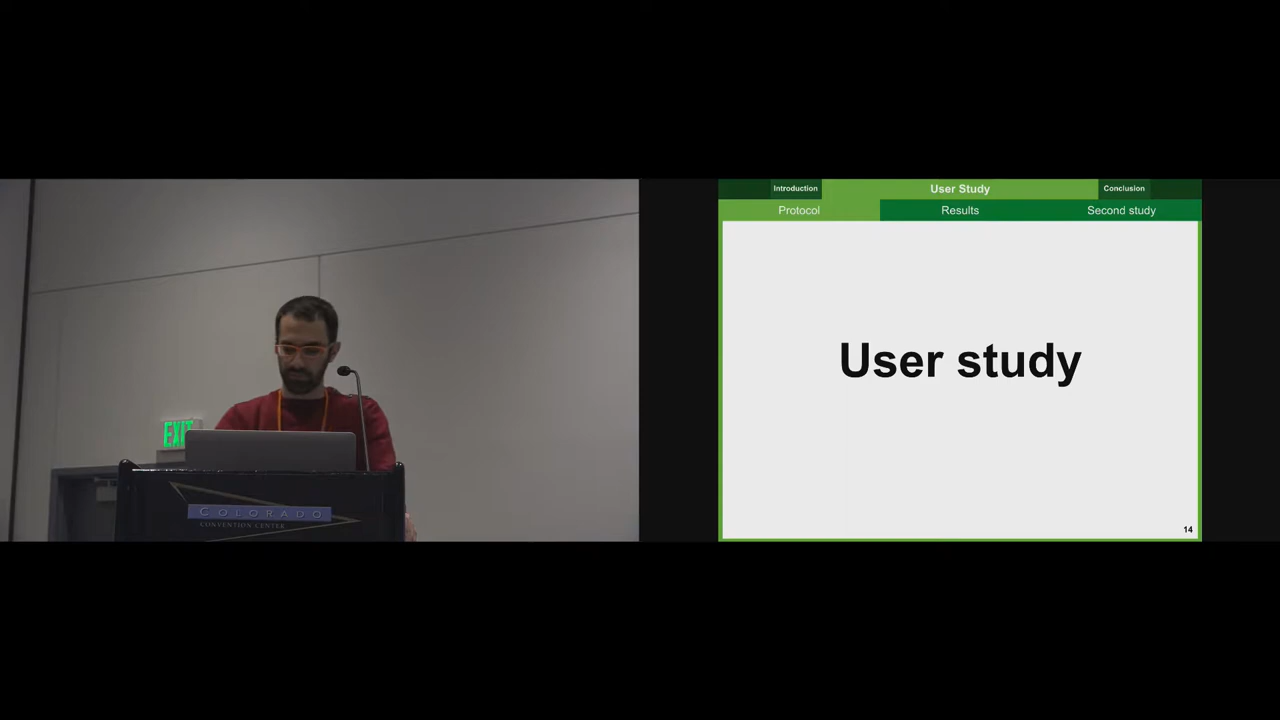 EXIT
COLORADO
CONVENTION CENTER
Introduction
User Study
Conclusion
Protocol
Results
Second study
User study
14